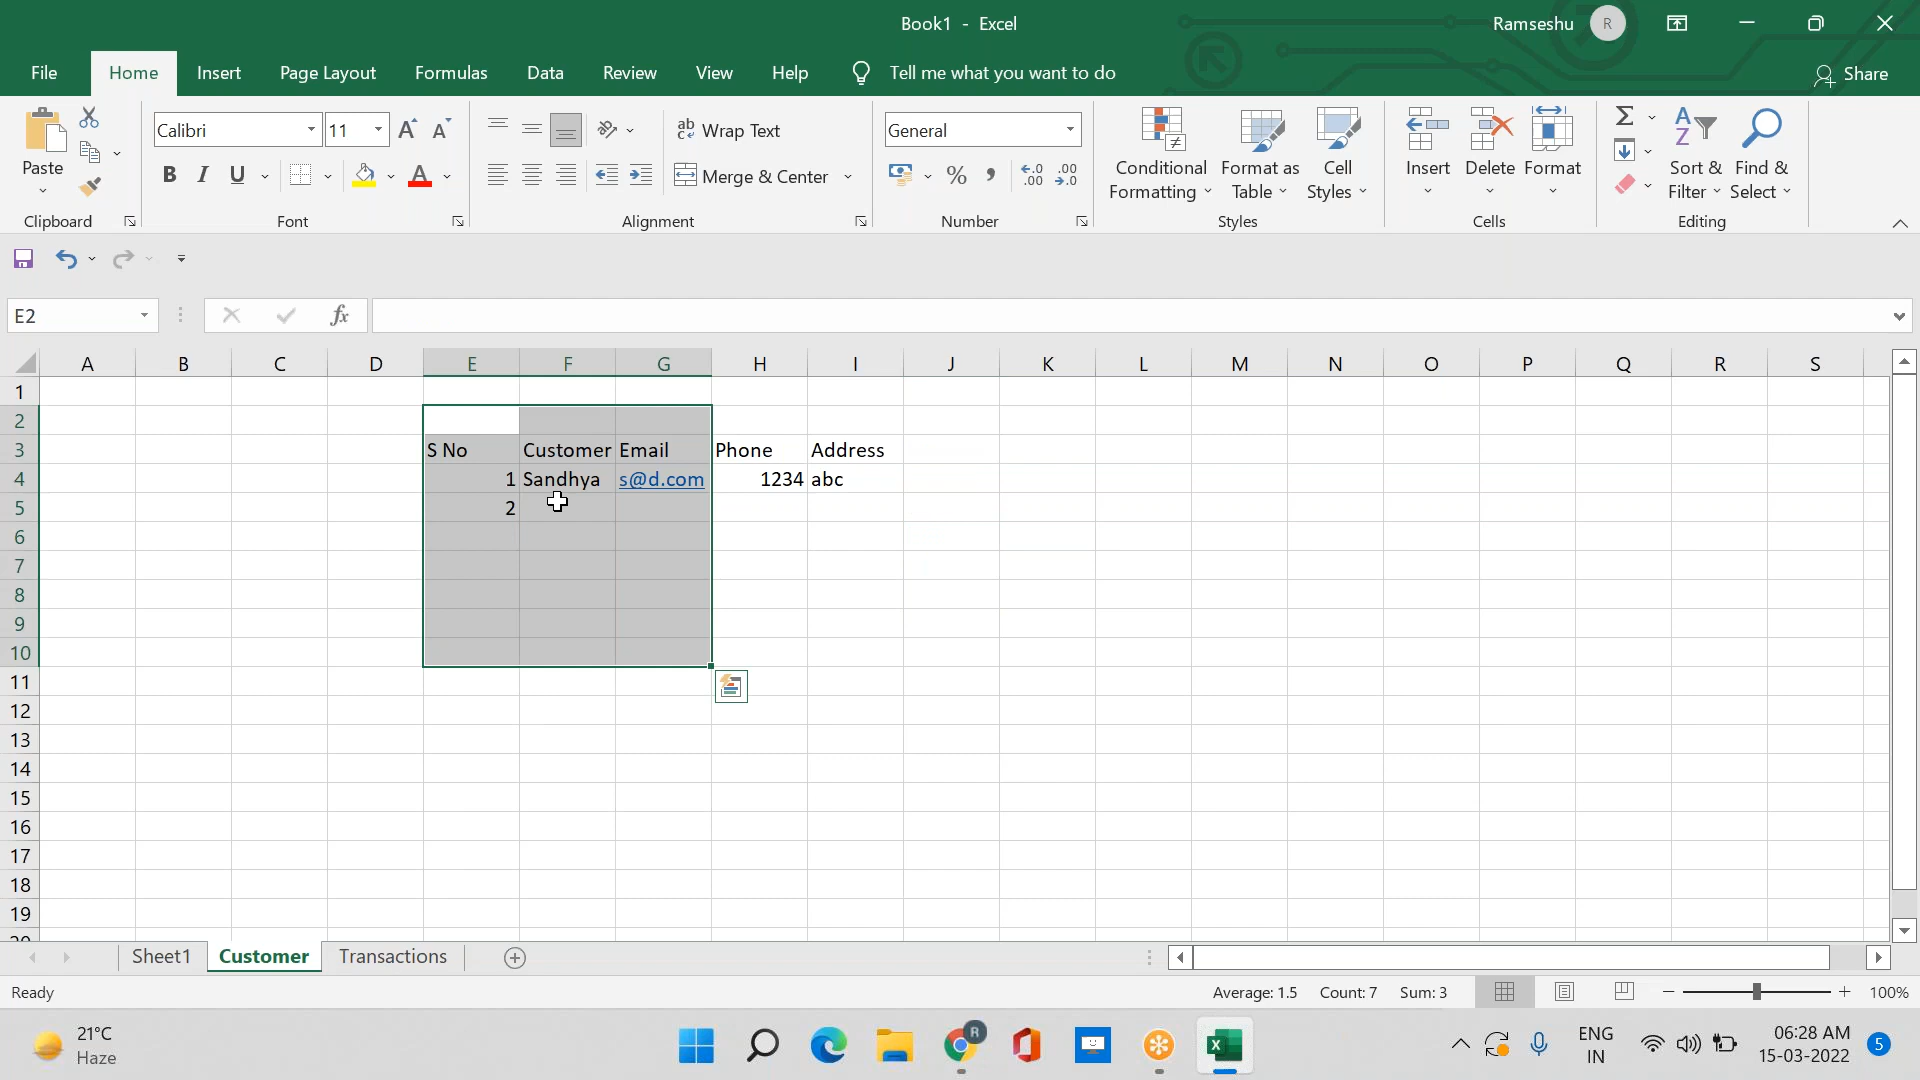 Book1 - Excel
Ramseshu R
File Home Insert Page Layout Formulas Data Review View Help Tell me what you want to do Share
Calibri 11 Wrap Text General
Paste B I U Merge & Center % , Conditional Formatting Format as Table Cell Styles Insert Delete Format Sort & Filter Find & Select
Clipboard Font Alignment Number Styles Cells Editing
E2 fx
A B C D E F G H I J K L M N O P Q R S
1
2
3 S No Customer Email Phone Address
4 1 Sandhya s@d.com 1234 abc
5 2
6
7
8
9
10
11
12
13
14
15
16
17
18
19
20
Sheet1 Customer Transactions
Ready Average: 1.5 Count: 7 Sum: 3 100%
21°C ENG 06:28 AM
Haze IN 15-03-2022 5